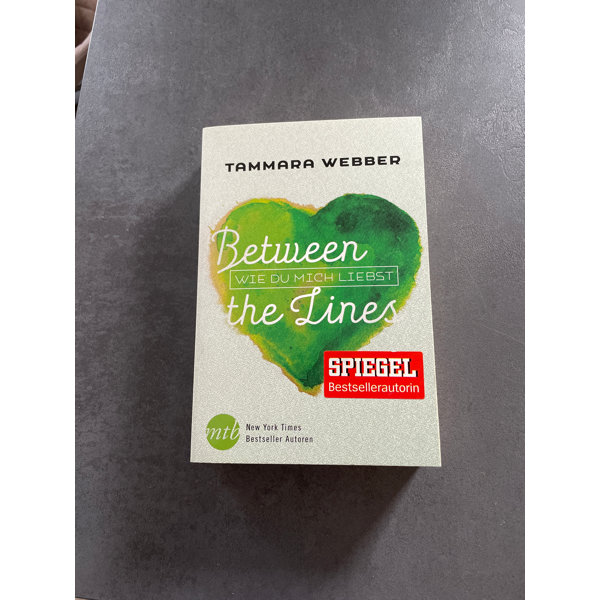 TAMMARA WEBBER
Between
WIE DU MICH LIEBST
the Lines
SPIEGEL
Bestsellerautorin
mtb
New York Times
Bestseller Autoren